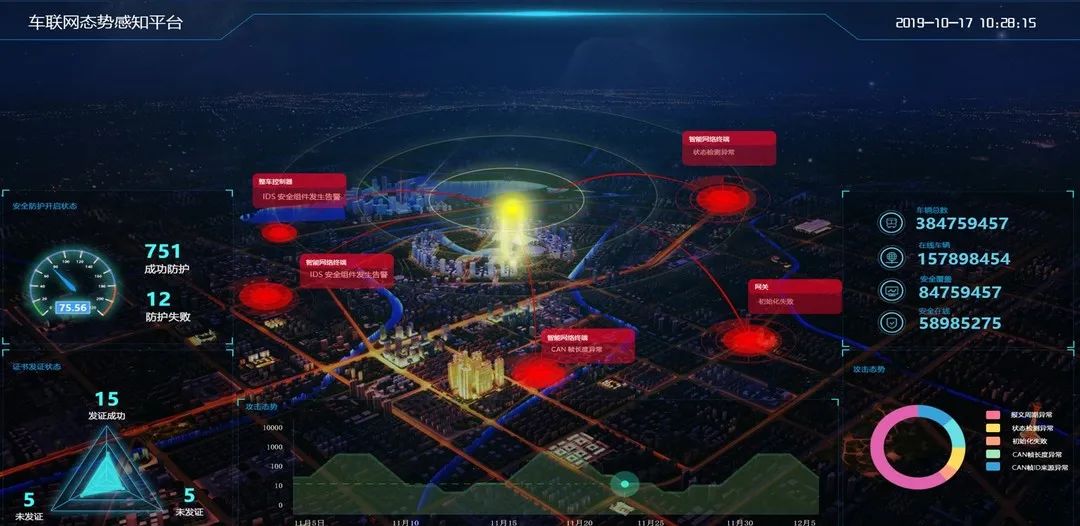 车联网态势感知平台
2019-10-17 10:28:15
智能网络终端
状态检测异常
整车控制器
IDS 安全组件发生告警
智能网络终端
IDS 安全组件发生告警
网关
初始化失败
智能网络终端
CAN 帧长度异常
安全防护开启状态
75.56
751
成功防护
12
防护失败
车辆总数
384759457
在线车辆
157898454
安全覆盖
84759457
安全在线
58985275
证书发证状态
15
发证成功
5
未发证
5
未发证
攻击态势
10000
1000
100
10
0
11月5日
11月10
11月15
11月20
11月25
11月30
12月5
攻击态势
报文周期异常
状态检测异常
初始化失败
CAN帧长度异常
CAN帧ID来源异常